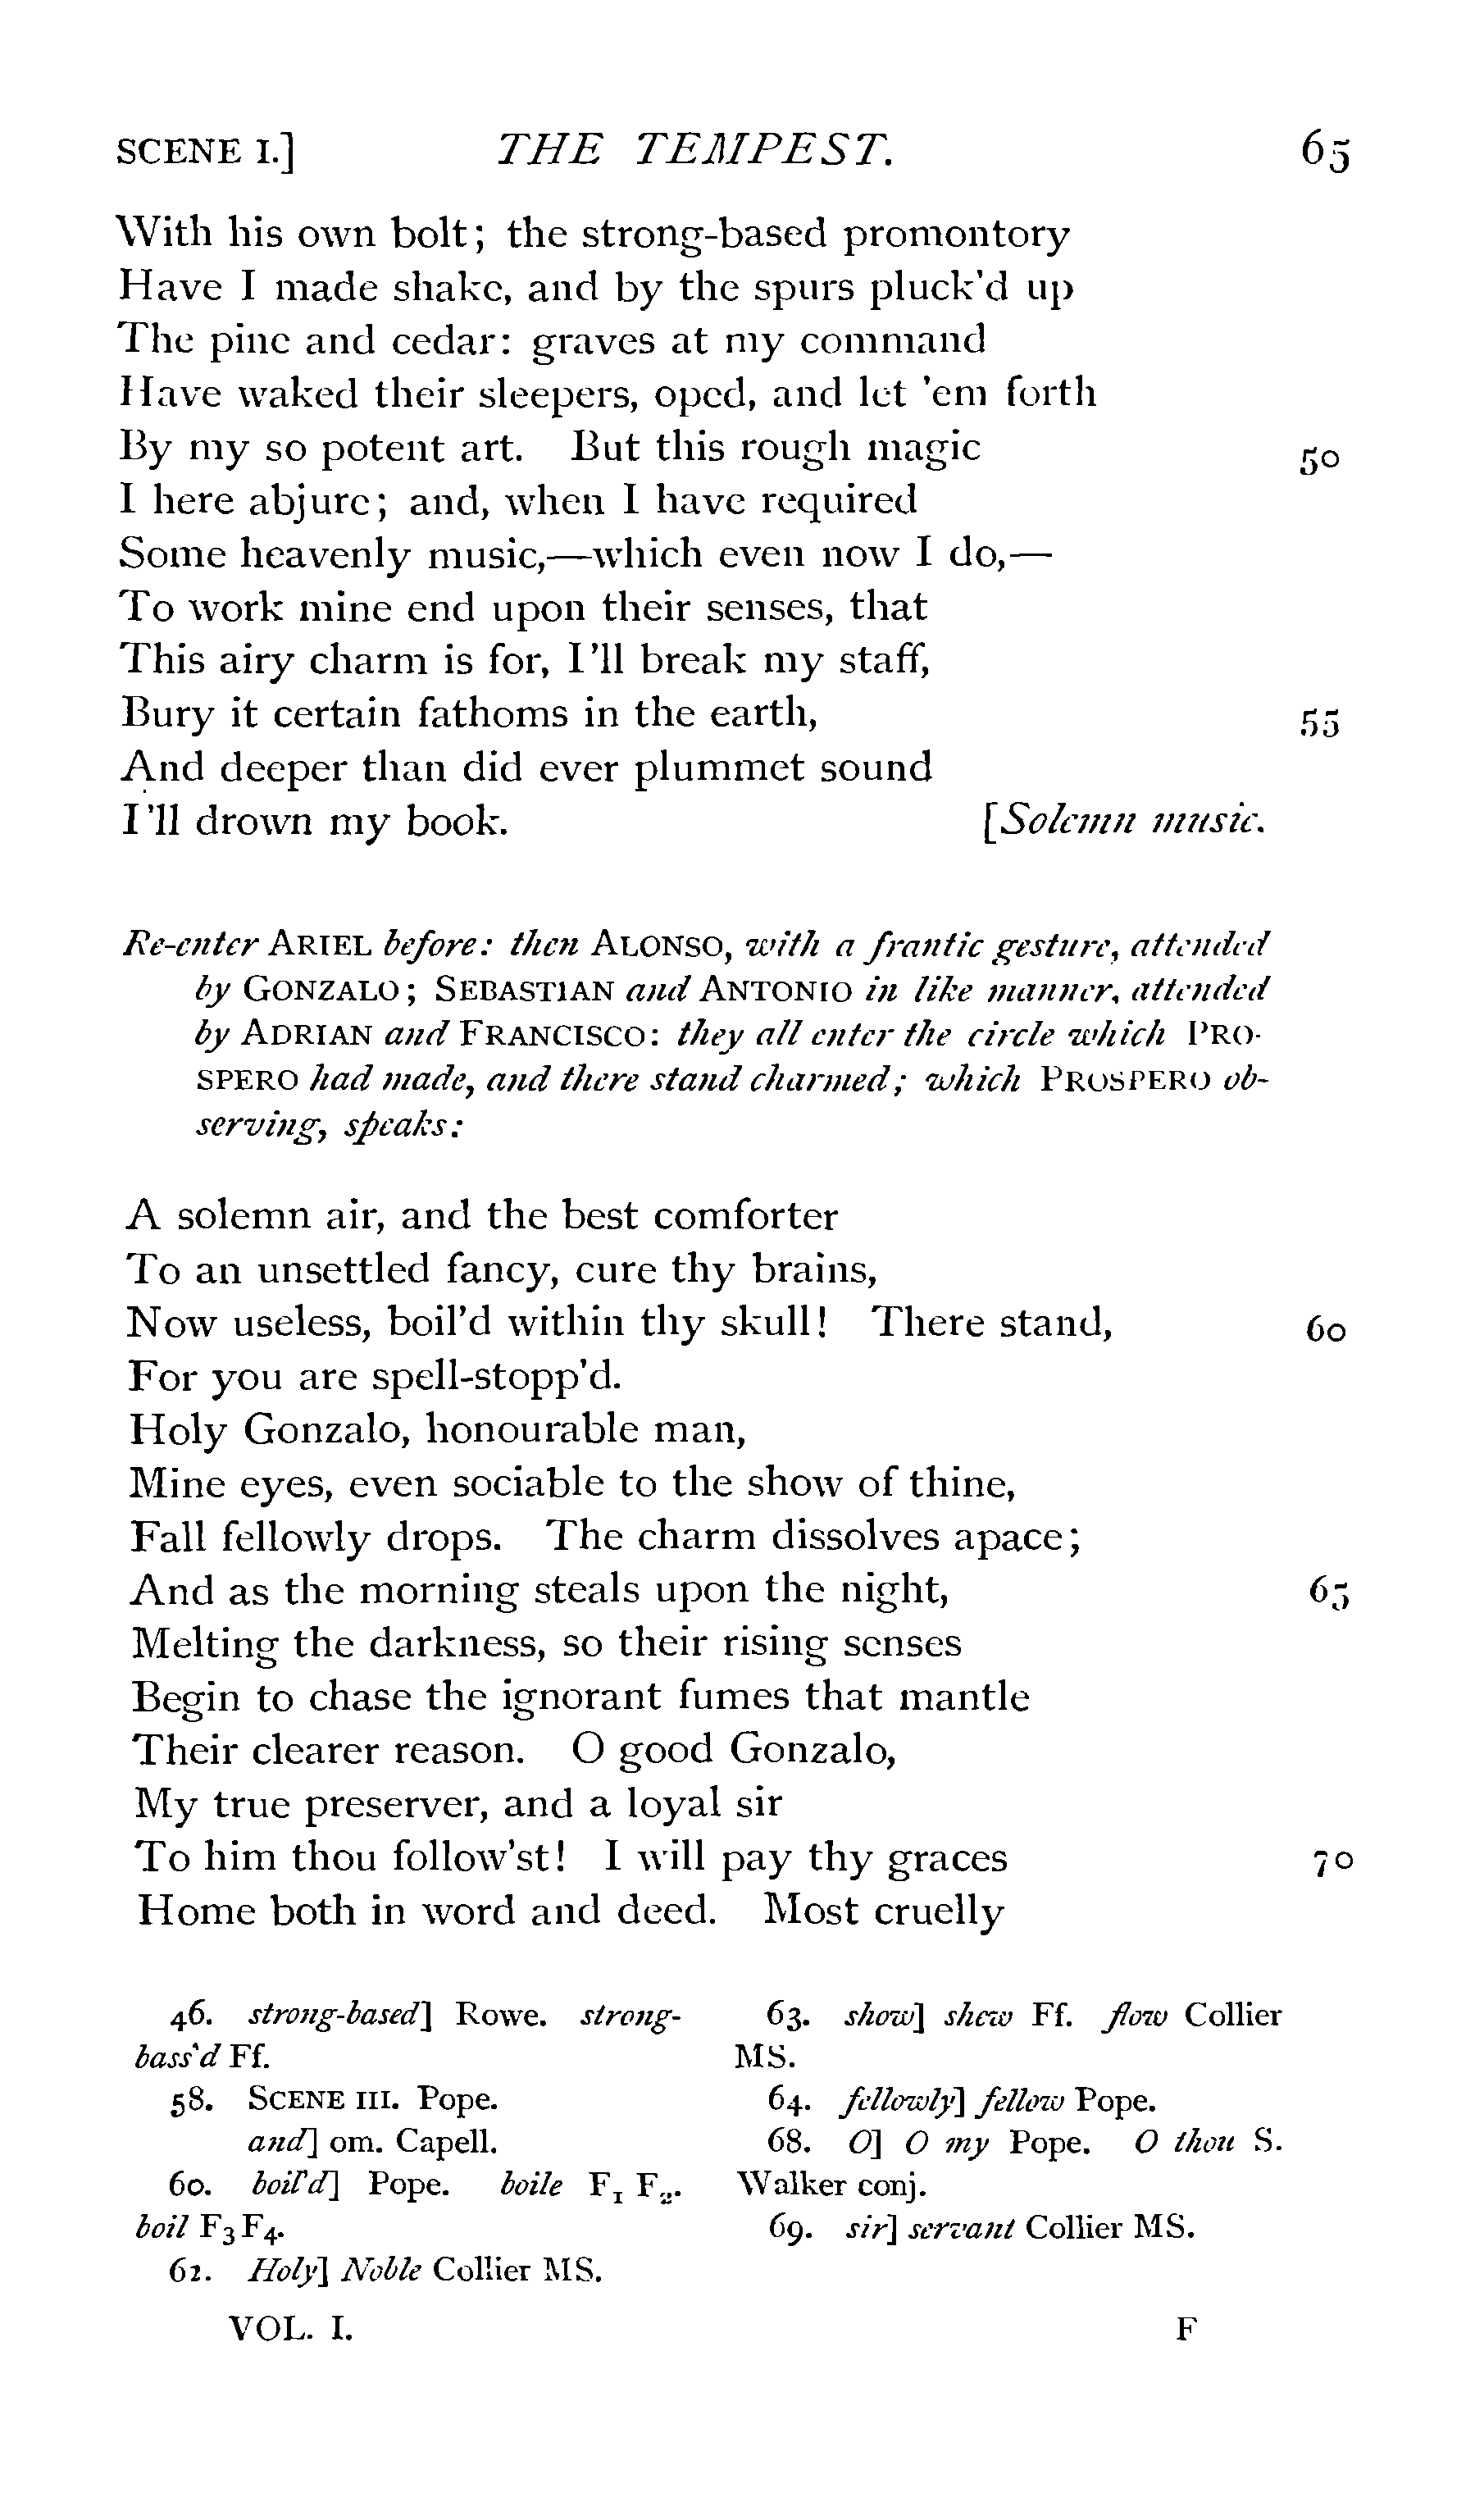 SCENE I.] THE TEMPEST. 65
With his own bolt; the strong-based promontory
Have I made shake, and by the spurs pluck'd up
The pine and cedar: graves at my command
Have waked their sleepers, oped, and let 'em forth
By my so potent art. But this rough magic 50
I here abjure; and, when I have required
Some heavenly music,—which even now I do,—
To work mine end upon their senses, that
This airy charm is for, I'll break my staff,
Bury it certain fathoms in the earth, 55
And deeper than did ever plummet sound
I'll drown my book. [Solemn music.
Re-enter ARIEL before: then ALONSO, with a frantic gesture, attended
by GONZALO; SEBASTIAN and ANTONIO in like manner, attended
by ADRIAN and FRANCISCO: they all enter the circle which PRO-
SPERO had made, and there stand charmed; which PROSPERO ob-
serving, speaks:
A solemn air, and the best comforter
To an unsettled fancy, cure thy brains,
Now useless, boil'd within thy skull! There stand, 60
For you are spell-stopp'd.
Holy Gonzalo, honourable man,
Mine eyes, even sociable to the show of thine,
Fall fellowly drops. The charm dissolves apace;
And as the morning steals upon the night, 65
Melting the darkness, so their rising senses
Begin to chase the ignorant fumes that mantle
Their clearer reason. O good Gonzalo,
My true preserver, and a loyal sir
To him thou follow'st! I will pay thy graces 70
Home both in word and deed. Most cruelly
46. strong-based] Rowe. strong-
bass'd Ff.
58. SCENE III. Pope.
and] om. Capell.
60. boil'd] Pope. boile F1 F2.
boil F3 F4.
62. Holy] Noble Collier MS.
63. show] shew Ff. flow Collier
MS.
64. fellowly] fellow Pope.
68. O] O my Pope. O thou S.
Walker conj.
69. sir] servant Collier MS.
VOL. I. F